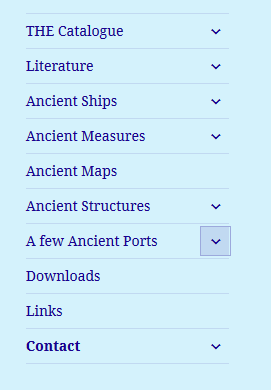 THE Catalogue
Literature
Ancient Ships
Ancient Measures
Ancient Maps
Ancient Structures
A few Ancient Ports
Downloads
Links
Contact